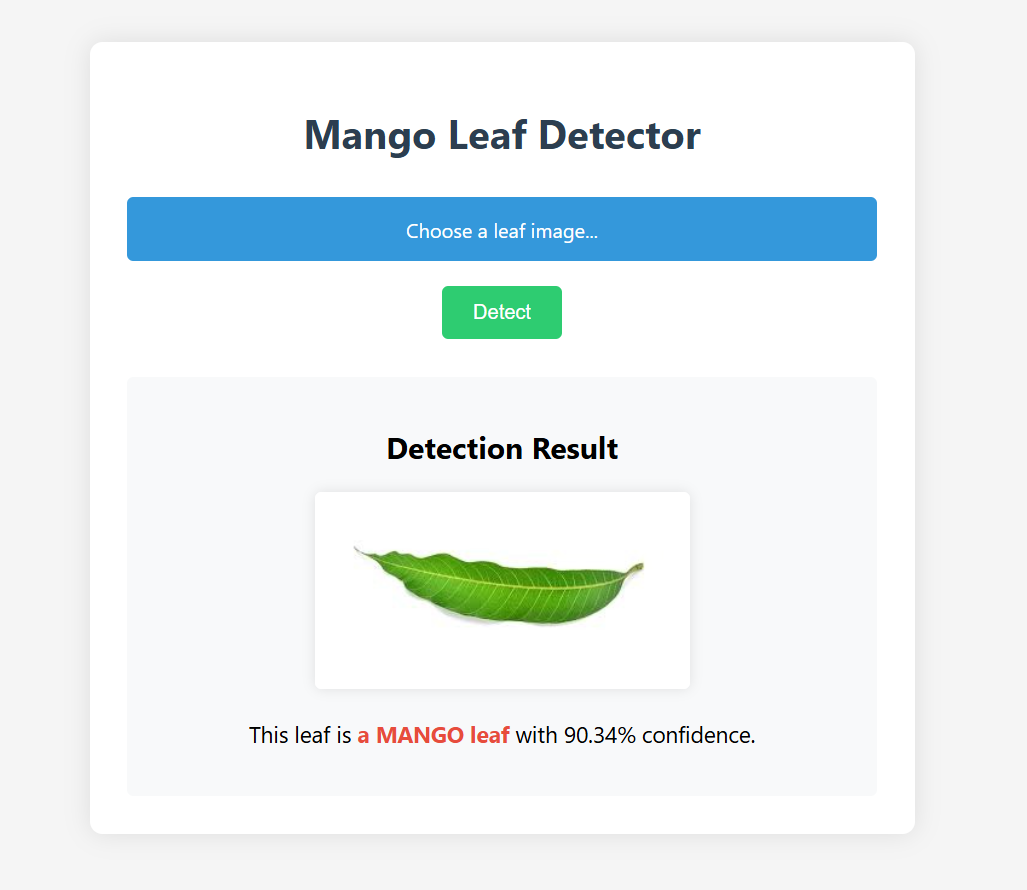 Mango Leaf Detector
Choose a leaf image...
Detect
Detection Result
This leaf is a MANGO leaf with 90.34% confidence.